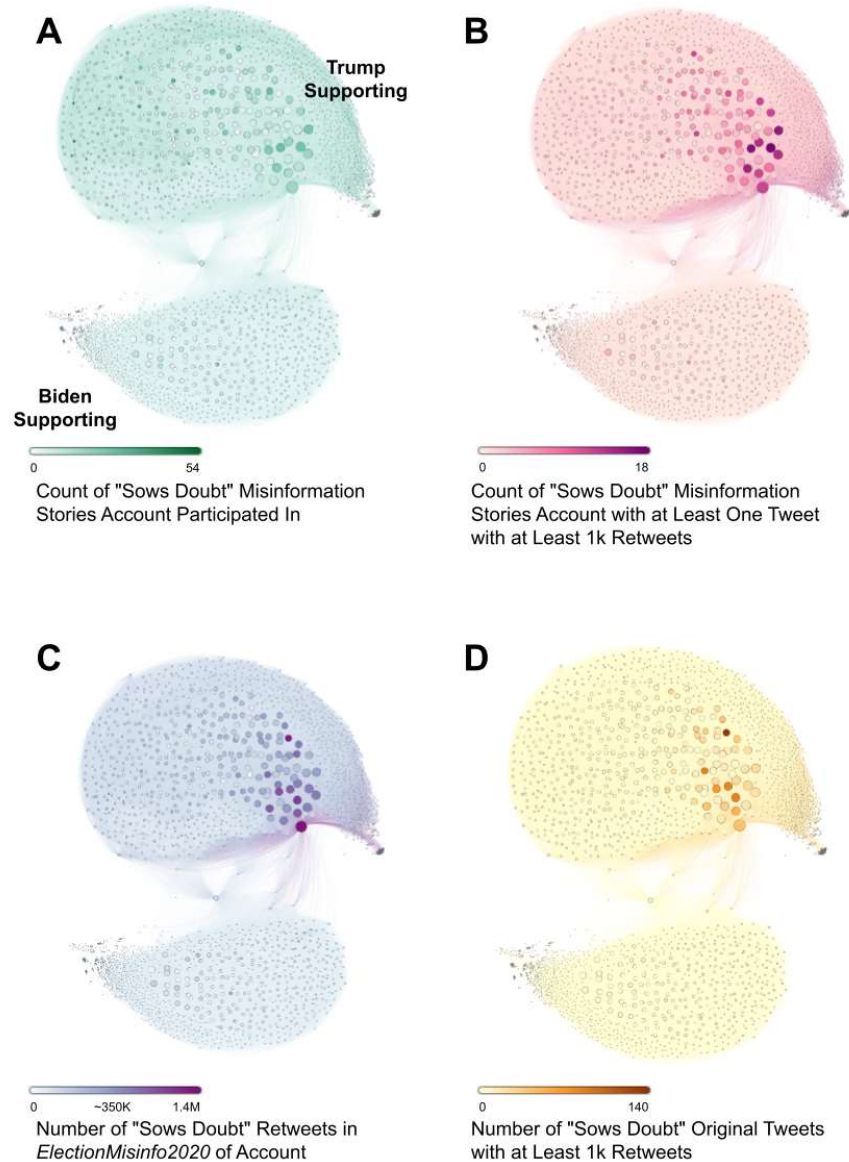 A
B
Trump
Supporting
Biden
Supporting
0 54
Count of "Sows Doubt" Misinformation
Stories Account Participated In
0 18
Count of "Sows Doubt" Misinformation
Stories Account with at Least One Tweet
with at Least 1k Retweets
C
D
0 ~350K 1.4M
Number of "Sows Doubt" Retweets in
ElectionMisinfo2020 of Account
0 140
Number of "Sows Doubt" Original Tweets
with at Least 1k Retweets